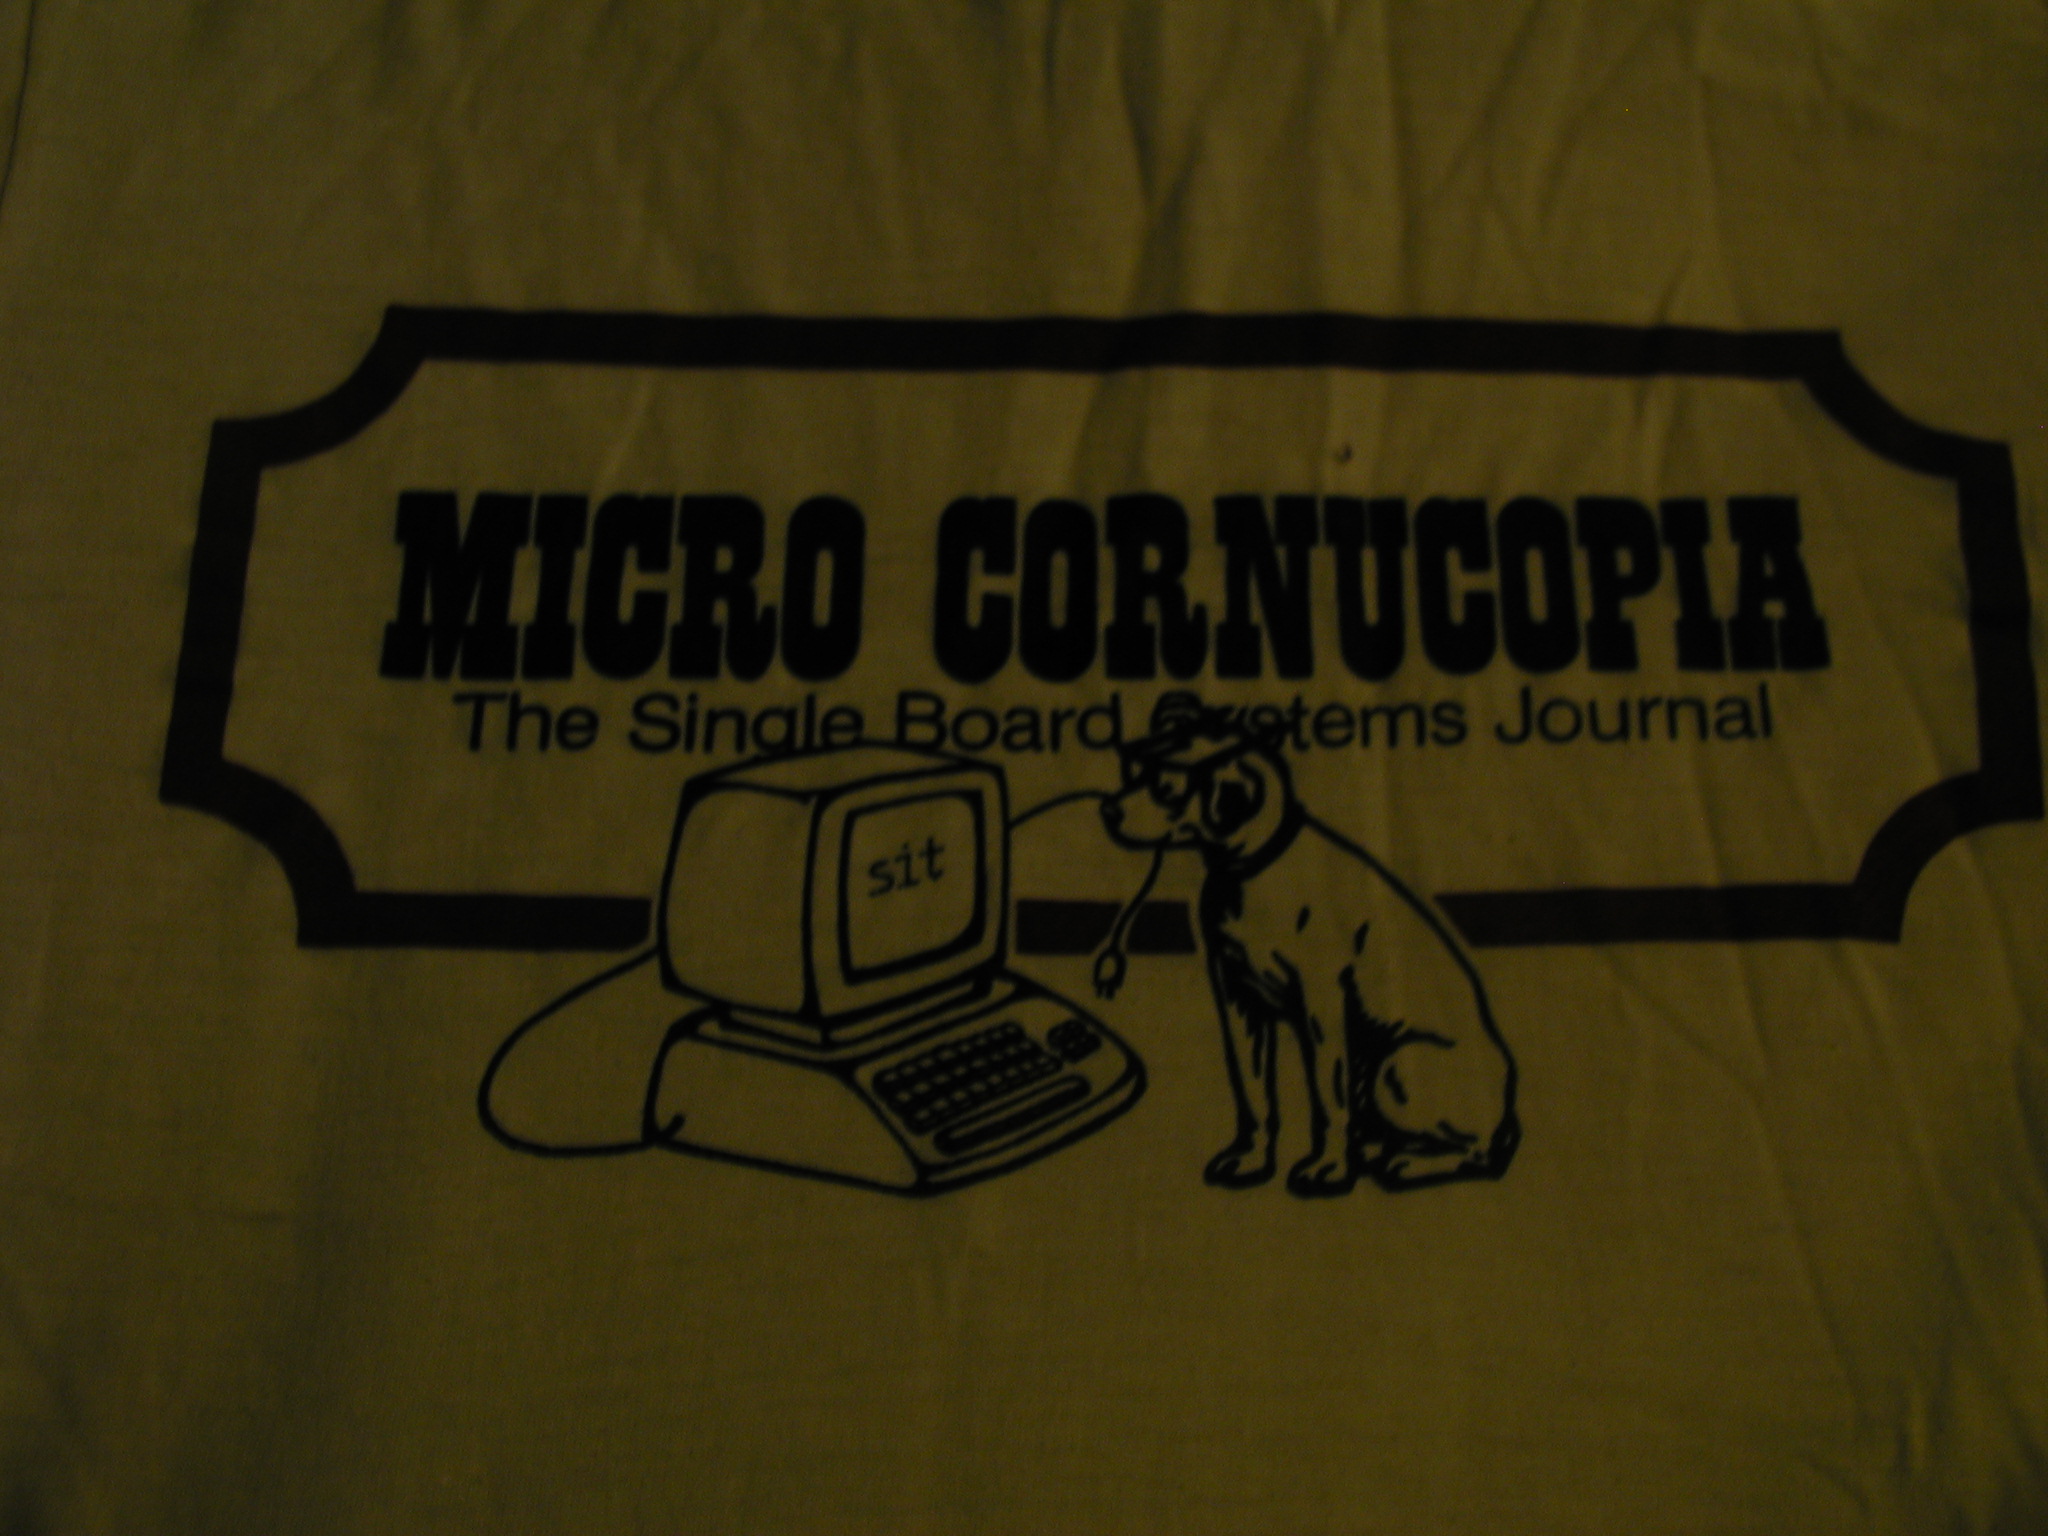 MICRO CORNUCOPIA
The Single Board Systems Journal
sit